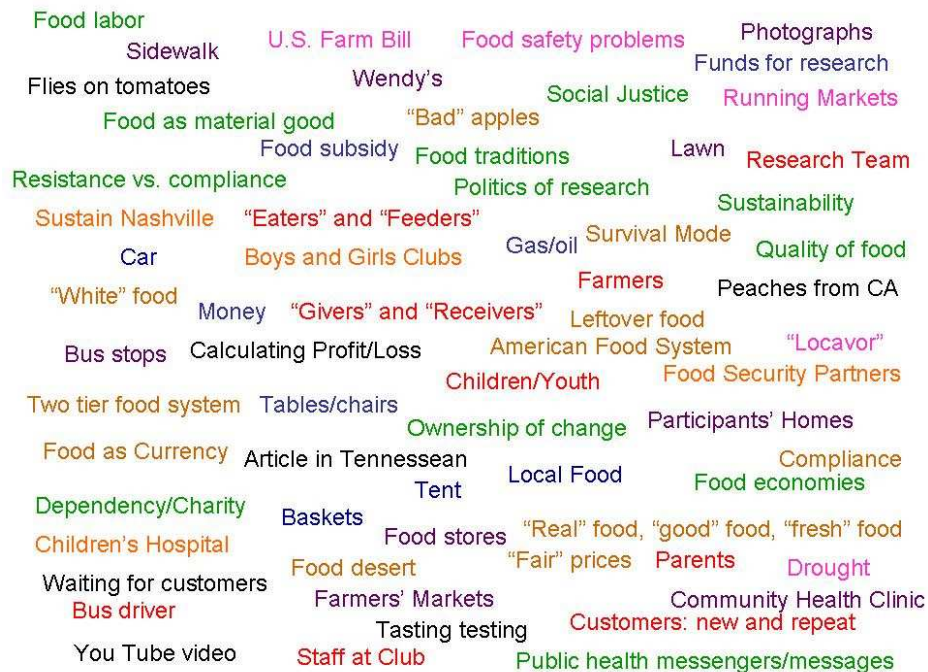 Food labor
Sidewalk
U.S. Farm Bill
Food safety problems
Photographs
Funds for research
Flies on tomatoes
Wendy's
Social Justice
Running Markets
Food as material good
“Bad” apples
Food subsidy
Food traditions
Lawn
Research Team
Resistance vs. compliance
Politics of research
Sustainability
Sustain Nashville
“Eaters” and “Feeders”
Gas/oil
Survival Mode
Car
Boys and Girls Clubs
Quality of food
Farmers
Peaches from CA
“White” food
Money
“Givers” and “Receivers”
Leftover food
Bus stops
Calculating Profit/Loss
American Food System
“Locavor”
Children/Youth
Food Security Partners
Two tier food system
Tables/chairs
Ownership of change
Participants’ Homes
Food as Currency
Article in Tennessean
Local Food
Compliance
Tent
Food economies
Dependency/Charity
Baskets
Food stores
“Real” food, “good” food, “fresh” food
Children’s Hospital
Food desert
“Fair” prices
Parents
Drought
Waiting for customers
Farmers’ Markets
Community Health Clinic
Bus driver
Tasting testing
Customers: new and repeat
You Tube video
Staff at Club
Public health messengers/messages